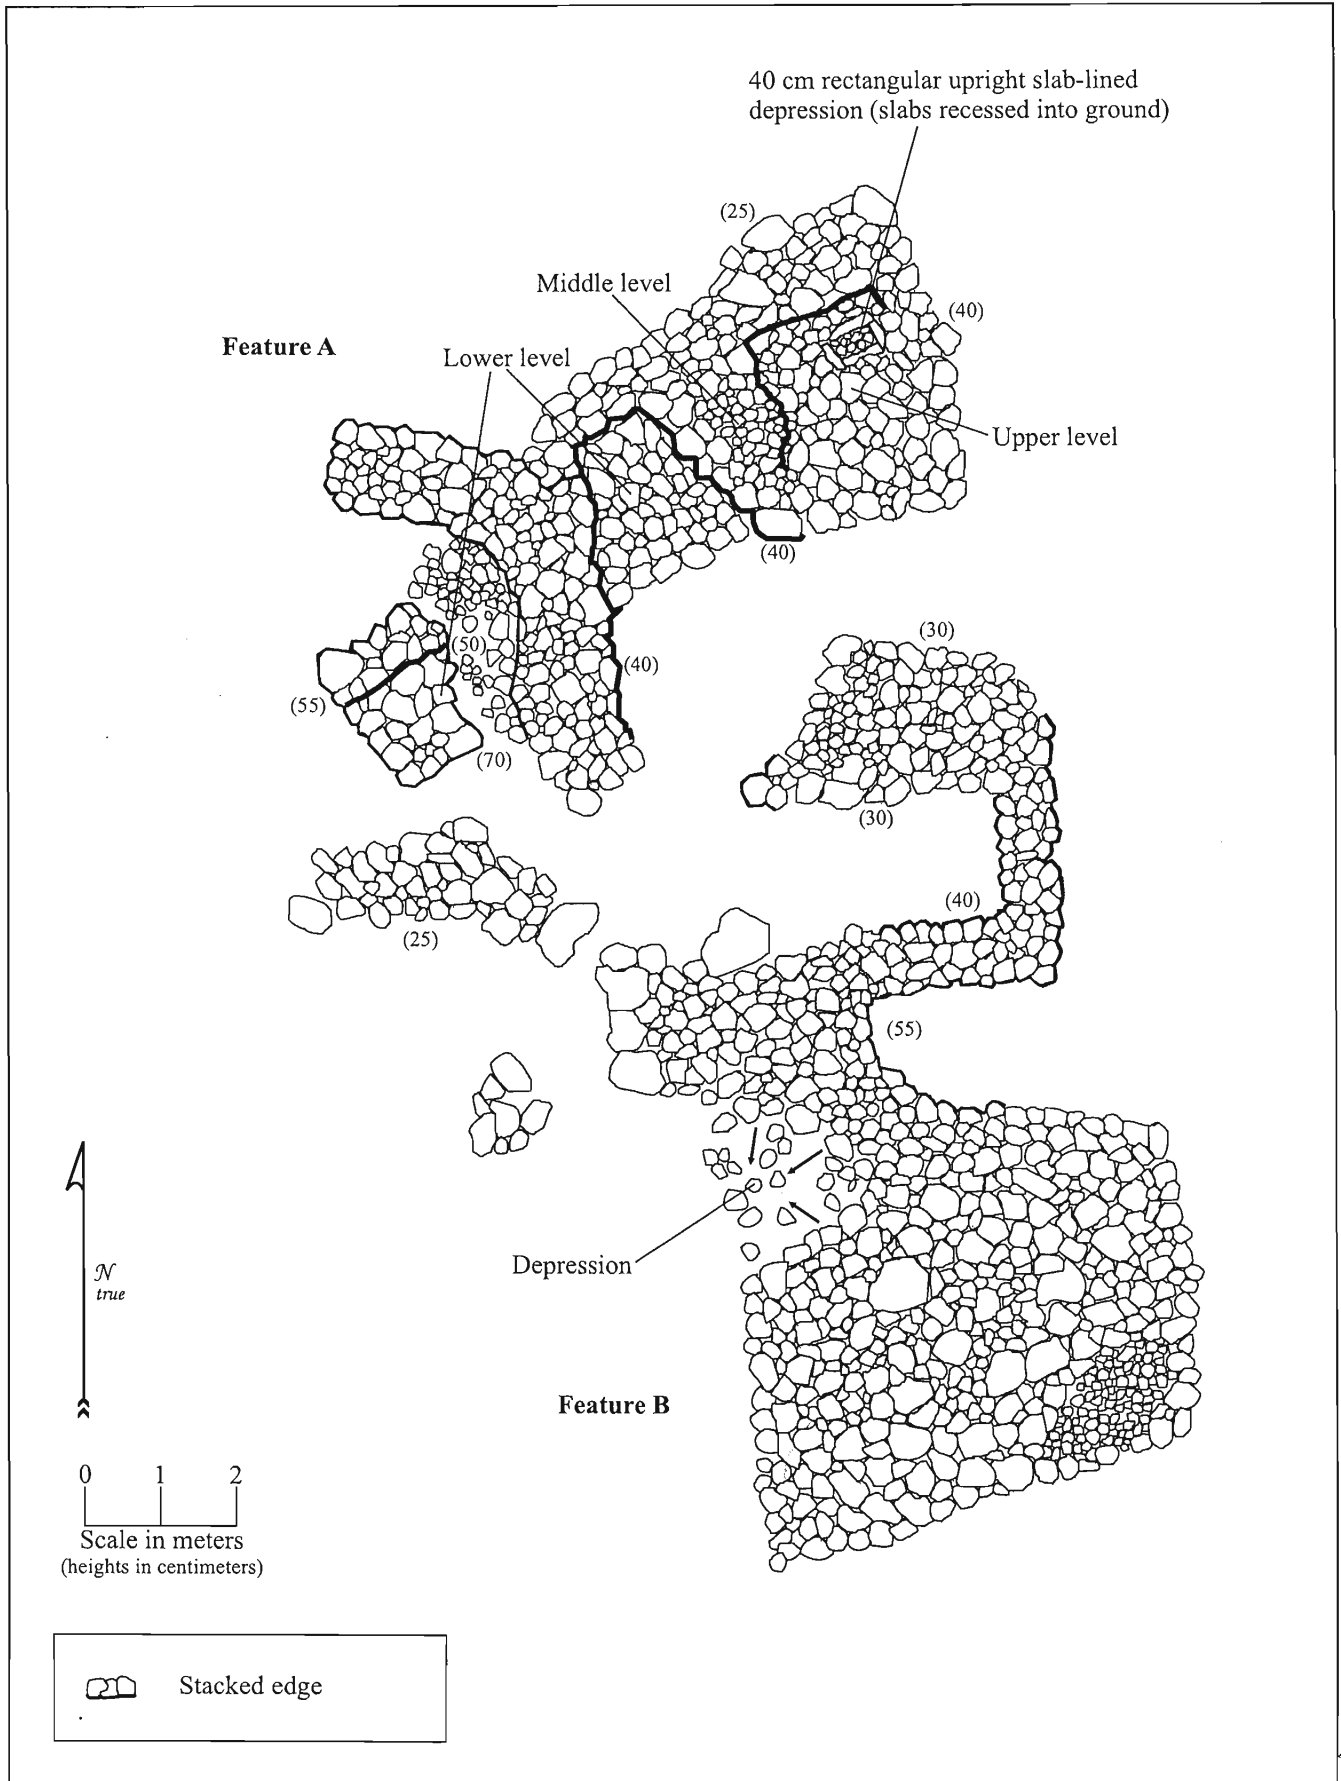 40 cm rectangular upright slab-lined
depression (slabs recessed into ground)
(25)
Middle level
(40)
Feature A
Lower level
Upper level
(40)
(30)
(50)
(40)
(55)
(70)
(30)
(40)
(25)
(55)
Depression
N
true
Feature B
0 1 2
Scale in meters
(heights in centimeters)
Stacked edge